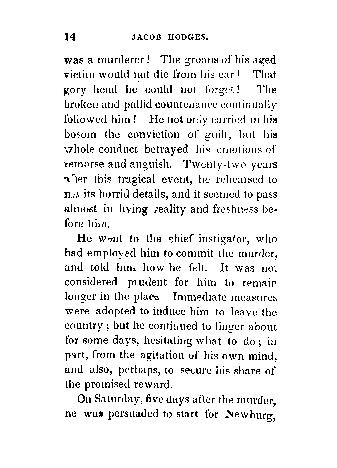 14 JACOB HODGES.
was a murderer! The groans of his aged
victim would not die from his ear! That
gory head he could not forget! The
broken and pallid countenance continually
followed him! He not only carried in his
bosom the conviction of guilt, but his
whole conduct betrayed his emotions of
remorse and anguish. Twenty-two years
after this tragical event, he rehearsed to
me its horrid details, and it seemed to pass
almost in living reality and freshness be-
fore him.
He went to the chief instigator, who
had employed him to commit the murder,
and told him how he felt. It was not
considered prudent for him to remain
longer in the place. Immediate measures
were adopted to induce him to leave the
country; but he continued to linger about
for some days, hesitating what to do; in
part, from the agitation of his own mind,
and also, perhaps, to secure his share of
the promised reward.
On Saturday, five days after the murder,
he was persuaded to start for Newburg,